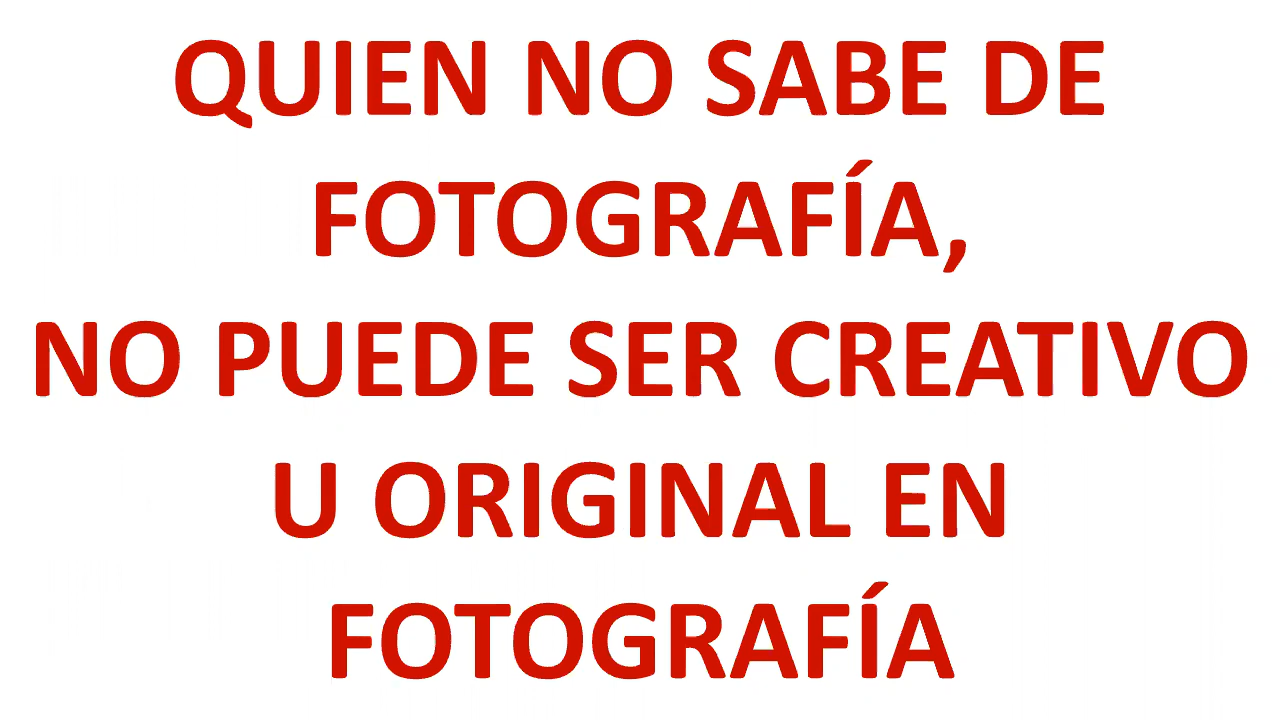 QUIEN NO SABE DE
FOTOGRAFÍA,
NO PUEDE SER CREATIVO
U ORIGINAL EN
FOTOGRAFÍA